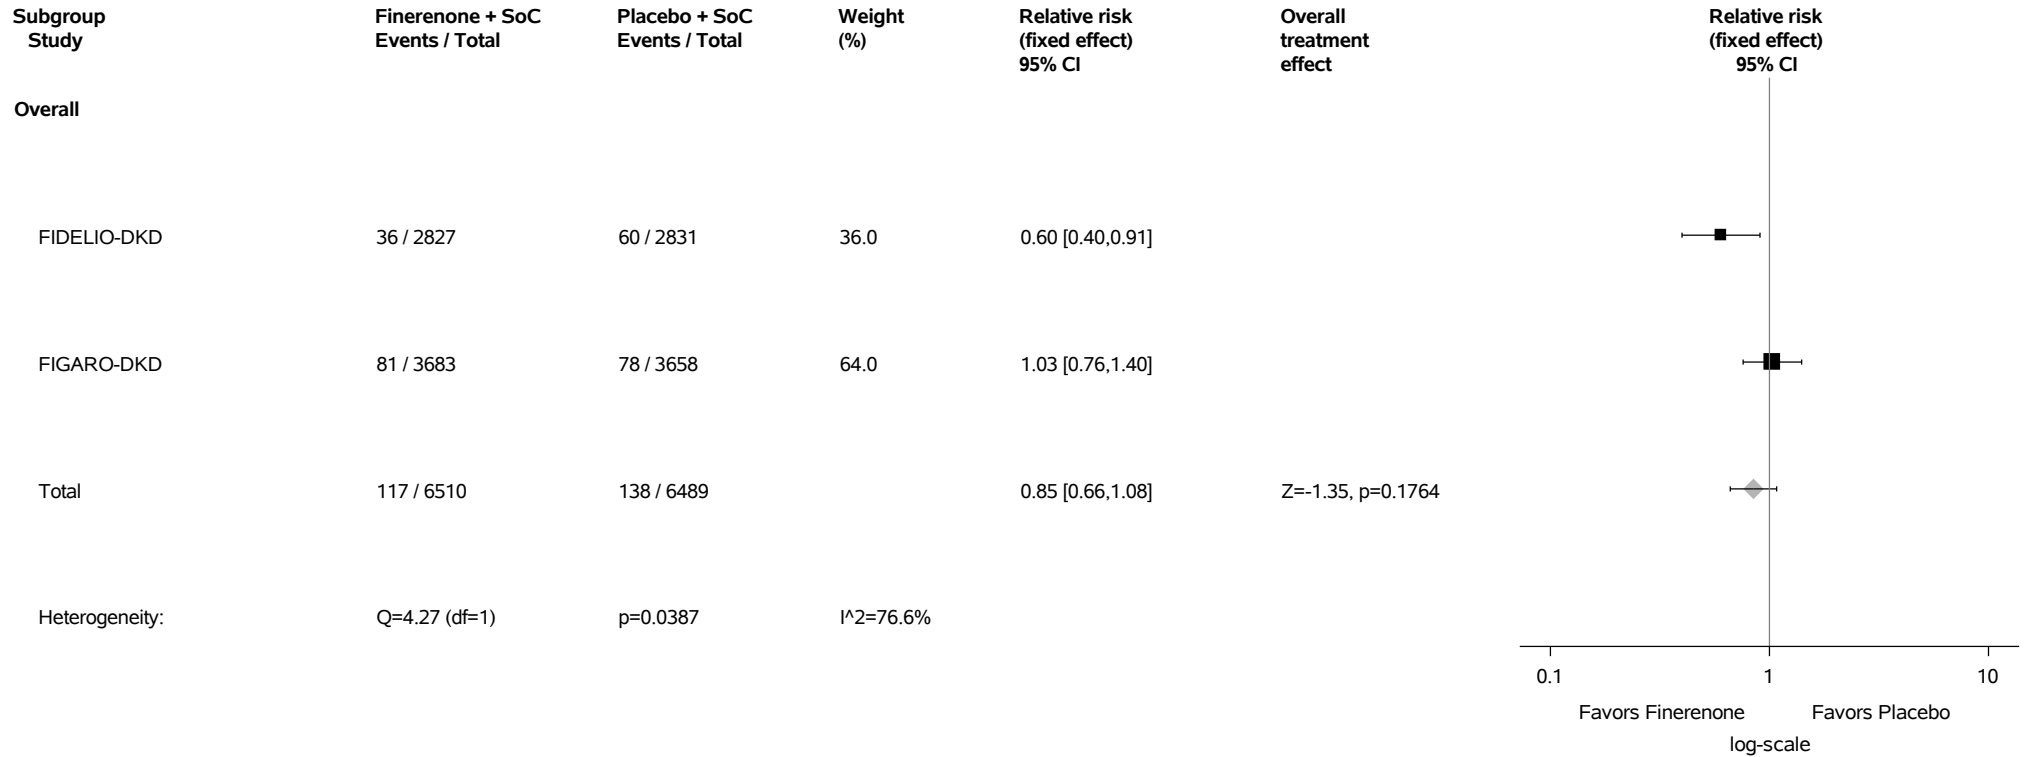 Subgroup Finerenone + SoC Placebo + SoC Weight Relative risk Overall Relative risk
Study Events / Total Events / Total (%) (fixed effect) treatment (fixed effect)
95% CI effect 95% CI
Overall
FIDELIO-DKD 36 / 2827 60 / 2831 36.0 0.60 [0.40,0.91]
FIGARO-DKD 81 / 3683 78 / 3658 64.0 1.03 [0.76,1.40]
Total 117 / 6510 138 / 6489 0.85 [0.66,1.08] Z=-1.35, p=0.1764
Heterogeneity: Q=4.27 (df=1) p=0.0387 I^2=76.6%
0.1 1 10
Favors Finerenone Favors Placebo
log-scale